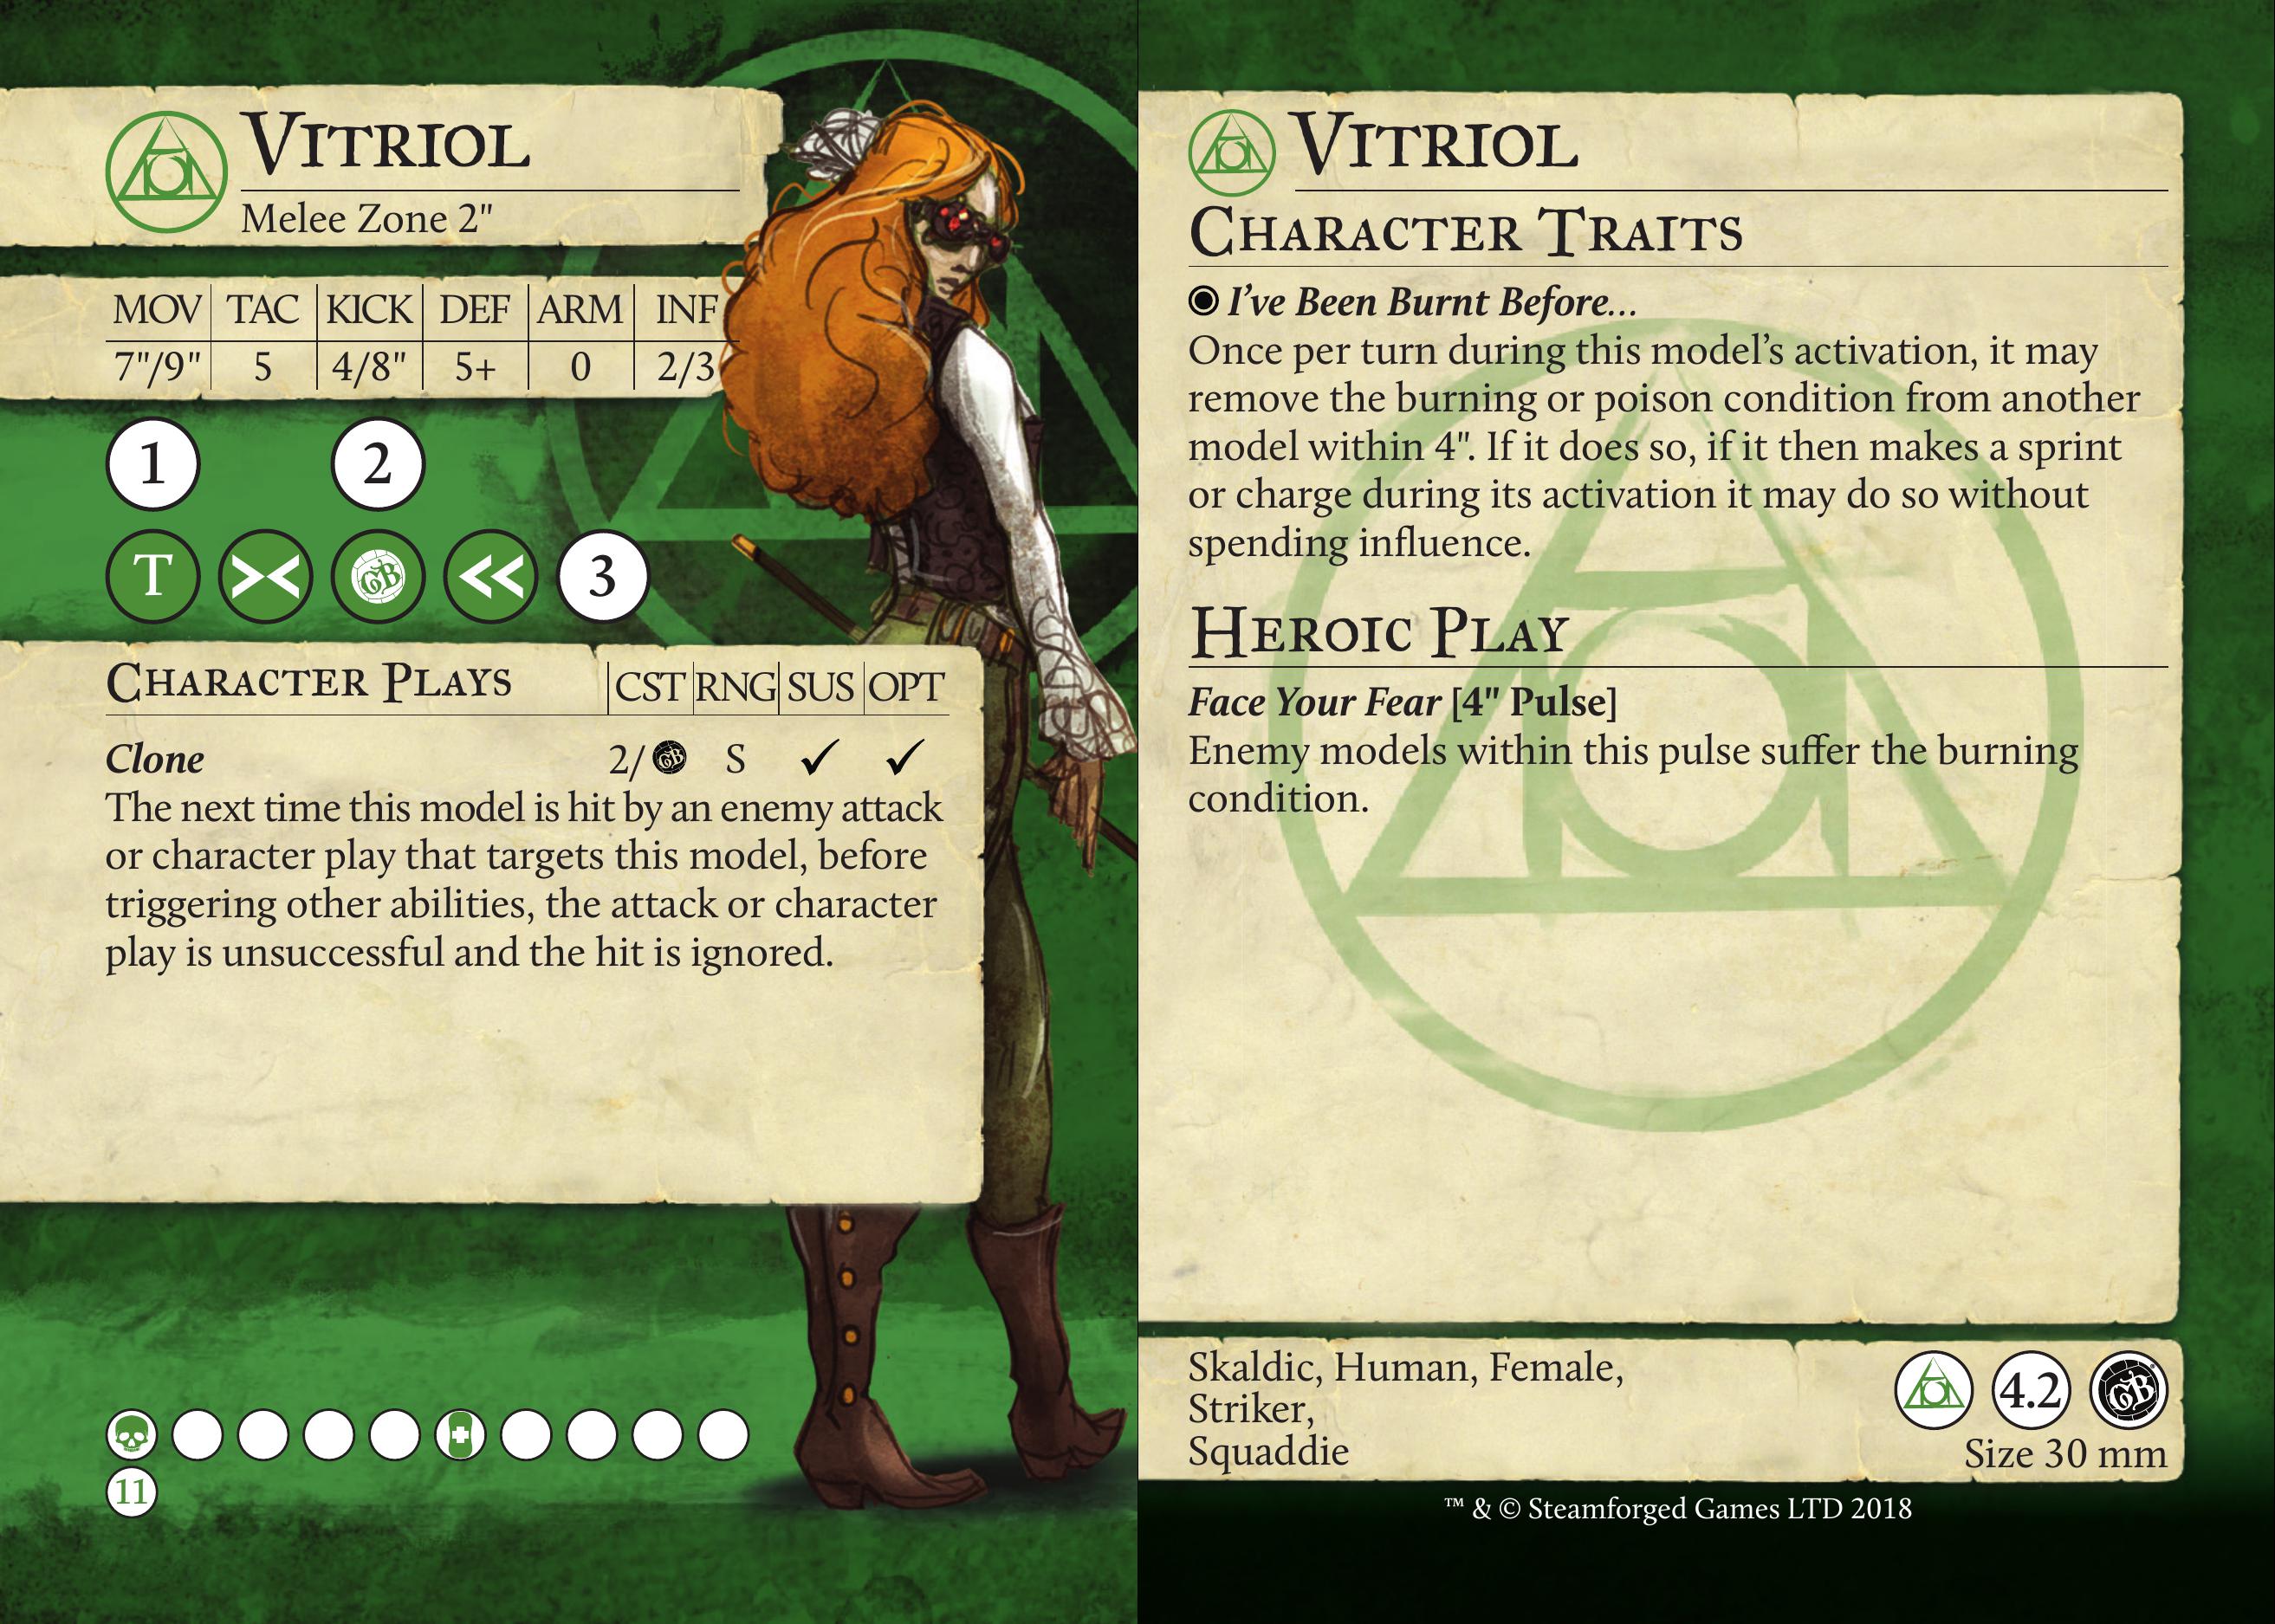 VITRIOL
Melee Zone 2"
MOV TAC KICK DEF ARM INF
7"/9" 5 4/8" 5+ 0 2/3
1 2
T GB 3
CHARACTER PLAYS CST RNG SUS OPT
Clone 2/GB S ✓ ✓
The next time this model is hit by an enemy attack
or character play that targets this model, before
triggering other abilities, the attack or character
play is unsuccessful and the hit is ignored.
11
VITRIOL
CHARACTER TRAITS
I’ve Been Burnt Before...
Once per turn during this model’s activation, it may
remove the burning or poison condition from another
model within 4". If it does so, if it then makes a sprint
or charge during its activation it may do so without
spending influence.
HEROIC PLAY
Face Your Fear [4" Pulse]
Enemy models within this pulse suffer the burning
condition.
Skaldic, Human, Female,
Striker,
Squaddie
4.2 GB
Size 30 mm
™ & © Steamforged Games LTD 2018